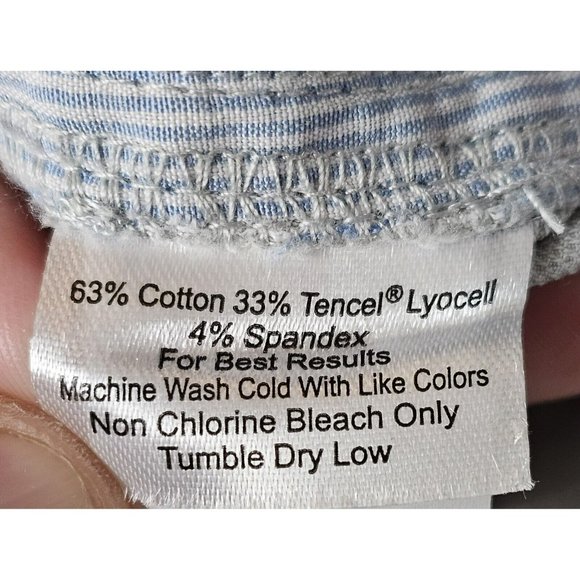 63% Cotton 33% Tencel® Lyocell
4% Spandex
For Best Results
Machine Wash Cold With Like Colors
Non Chlorine Bleach Only
Tumble Dry Low